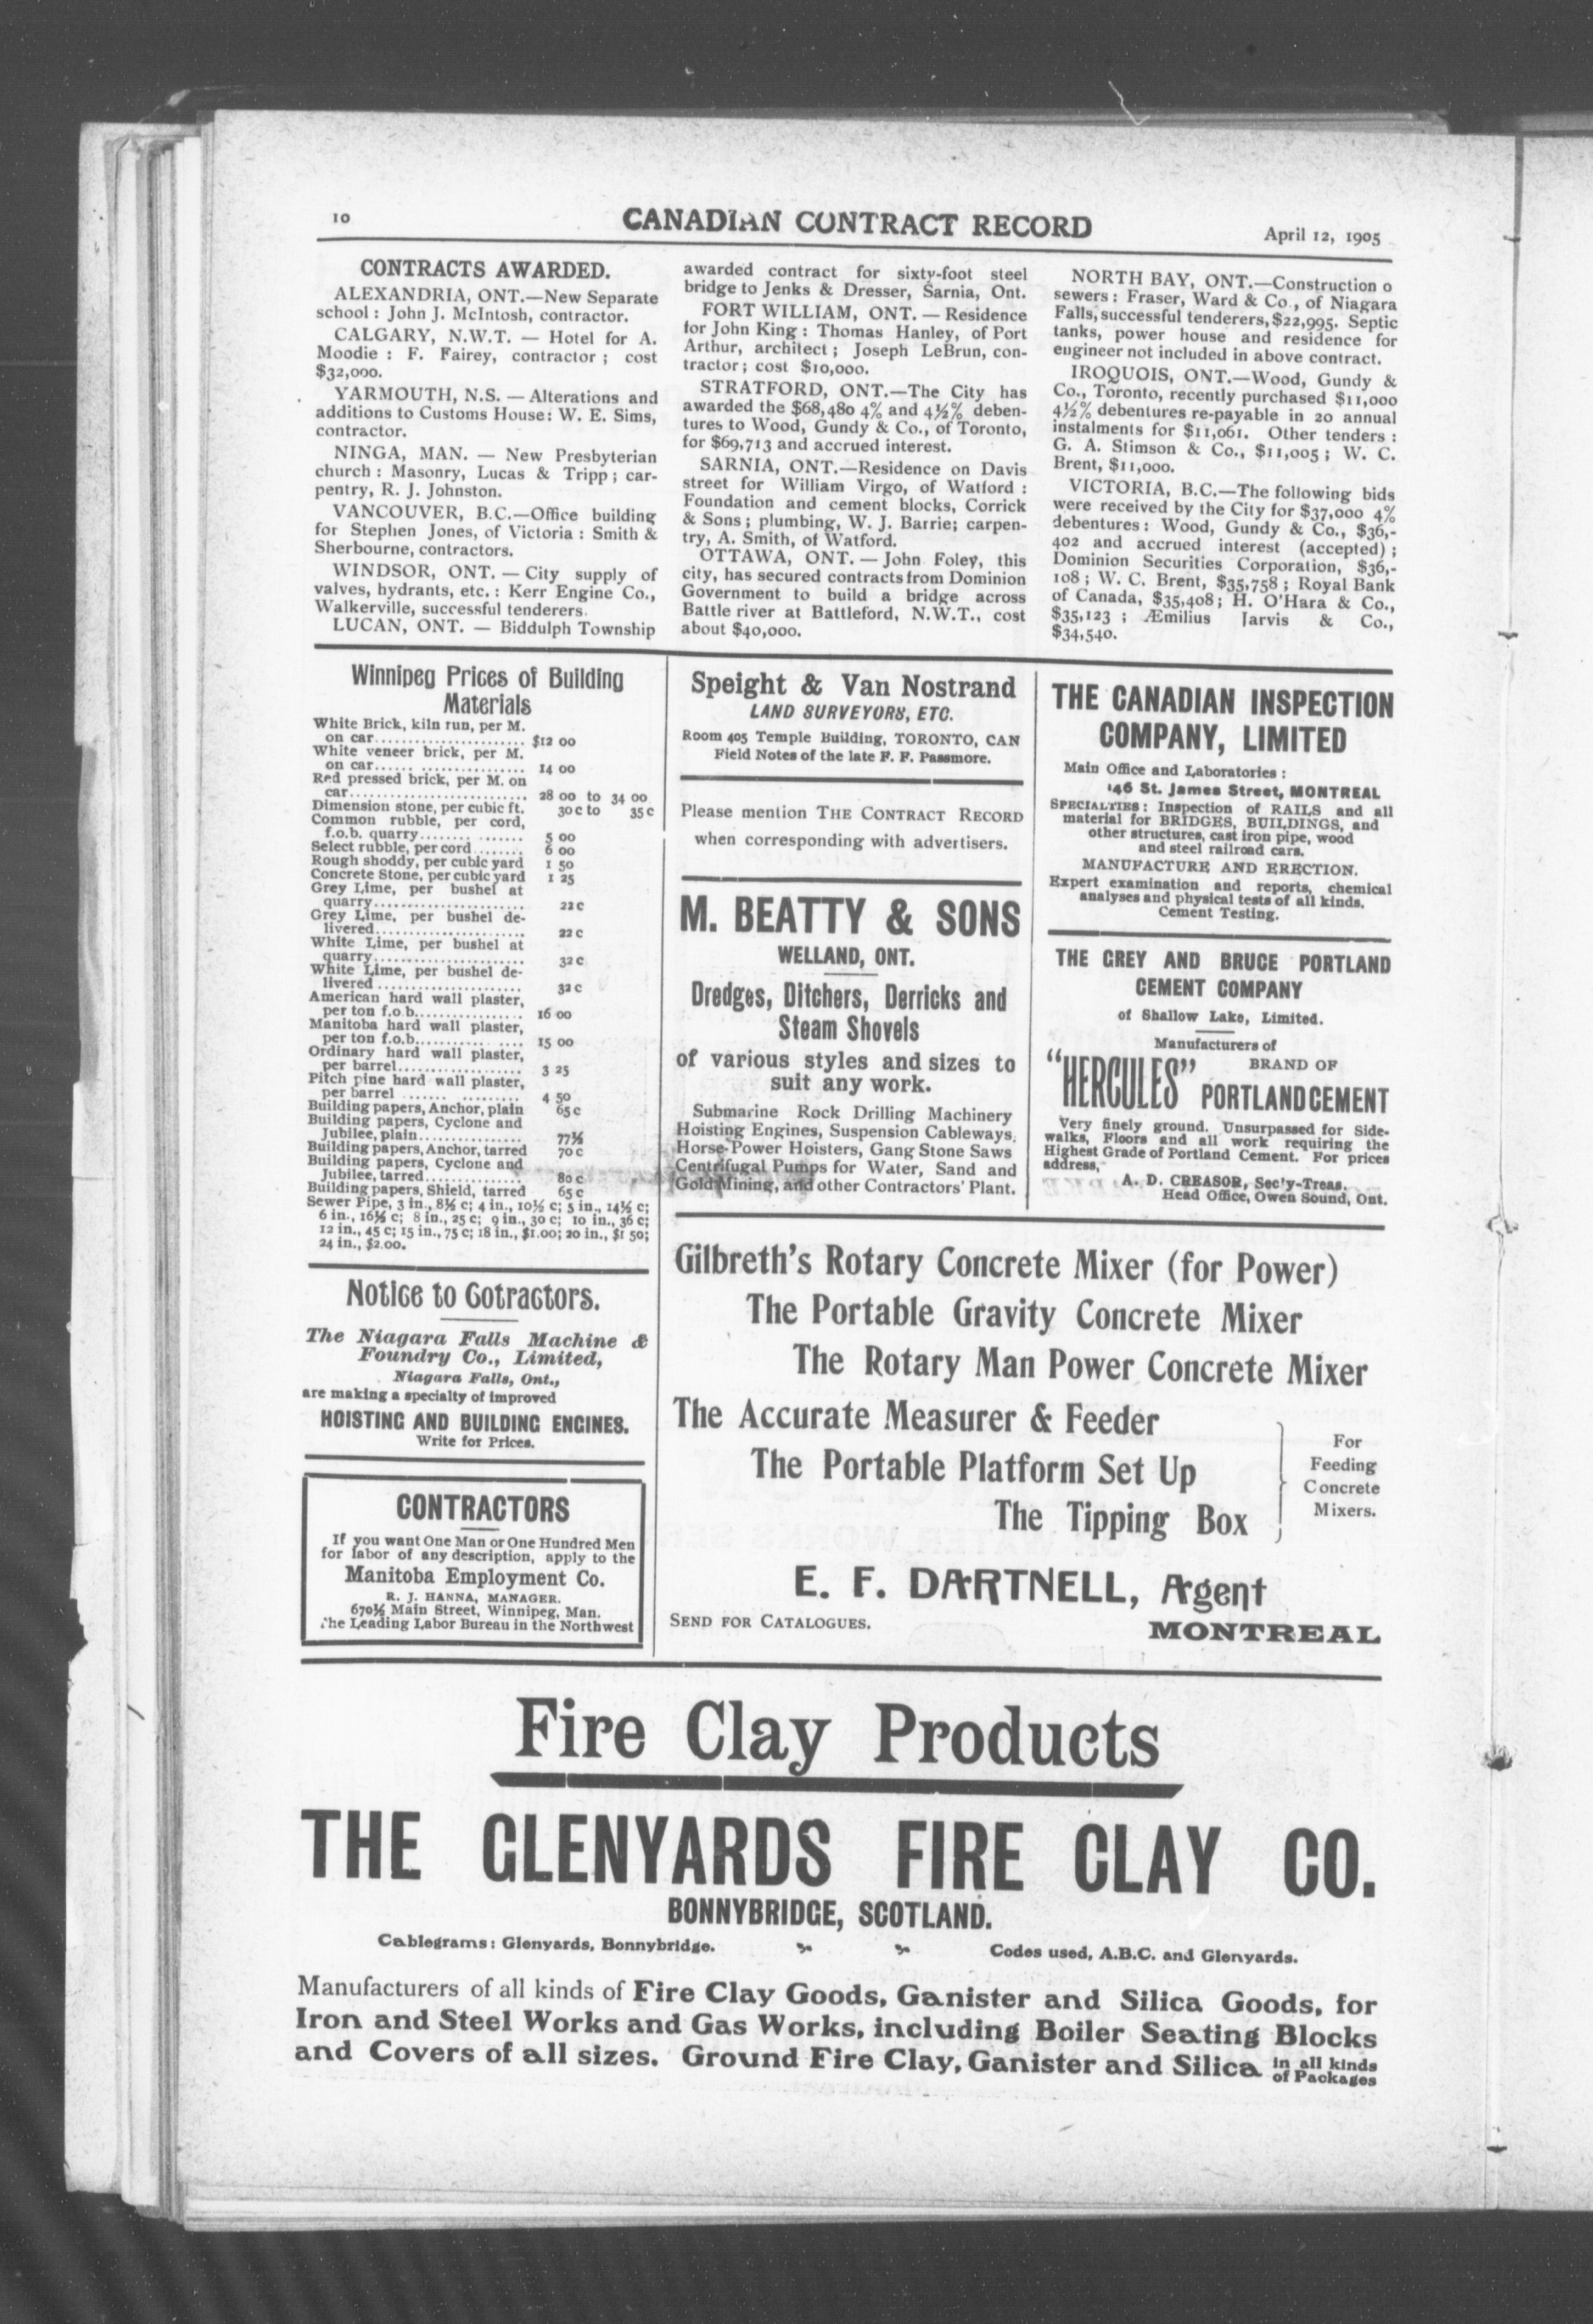 10
CANADIAN CONTRACT RECORD
April 12, 1905
CONTRACTS AWARDED.
ALEXANDRIA, ONT.—New Separate
school : John J. McIntosh, contractor.
CALGARY, N.W.T. — Hotel for A.
Moodie : F. Fairey, contractor ; cost
$32,000.
YARMOUTH, N.S. — Alterations and
additions to Customs House: W. E. Sims,
contractor.
NINGA, MAN. — New Presbyterian
church : Masonry, Lucas & Tripp ; car-
pentry, R. J. Johnston.
VANCOUVER, B.C.—Office building
for Stephen Jones, of Victoria : Smith &
Sherbourne, contractors.
WINDSOR, ONT. — City supply of
valves, hydrants, etc. : Kerr Engine Co.,
Walkerville, successful tenderers.
LUCAN, ONT. — Biddulph Township
awarded contract for sixty-foot steel
bridge to Jenks & Dresser, Sarnia, Ont.
FORT WILLIAM, ONT. — Residence
for John King : Thomas Hanley, of Port
Arthur, architect ; Joseph LeBrun, con-
tractor ; cost $10,000.
STRATFORD, ONT.—The City has
awarded the $68,480 4% and 4½% deben-
tures to Wood, Gundy & Co., of Toronto,
for $69,713 and accrued interest.
SARNIA, ONT.—Residence on Davis
street for William Virgo, of Watford :
Foundation and cement blocks, Corrick
& Sons ; plumbing, W. J. Barrie; carpen-
try, A. Smith, of Watford.
OTTAWA, ONT. — John Foley, this
city, has secured contracts from Dominion
Government to build a bridge across
Battle river at Battleford, N.W.T., cost
about $40,000.
NORTH BAY, ONT.—Construction o
sewers : Fraser, Ward & Co., of Niagara
Falls, successful tenderers, $22,995. Septic
tanks, power house and residence for
engineer not included in above contract.
IROQUOIS, ONT.—Wood, Gundy &
Co., Toronto, recently purchased $11,000
4½% debentures re-payable in 20 annual
instalments for $11,061. Other tenders :
G. A. Stimson & Co., $11,005 ; W. C.
Brent, $11,000.
VICTORIA, B.C.—The following bids
were received by the City for $37,000 4%
debentures : Wood, Gundy & Co., $36,-
402 and accrued interest (accepted) ;
Dominion Securities Corporation, $36,-
108 ; W. C. Brent, $35,758 ; Royal Bank
of Canada, $35,408; H. O'Hara & Co.,
$35,123 ; Æmilius Jarvis & Co.,
$34,540.
Winnipeg Prices of Building
Materials
White Brick, kiln run, per M.
on car........................ $12 00
White veneer brick, per M.
on car........................ 14 00
Red pressed brick, per M. on
car........................ 28 00 to 34 00
Dimension stone, per cubic ft. 30 c to 35 c
Common rubble, per cord,
f.o.b. quarry................ 5 00
Select rubble, per cord........ 6 00
Rough shoddy, per cubic yard 1 50
Concrete Stone, per cubic yard 1 25
Grey Lime, per bushel at
quarry...................... 22 c
Grey Lime, per bushel de-
livered...................... 22 c
White Lime, per bushel at
quarry...................... 32 c
White Lime, per bushel de-
livered...................... 32 c
American hard wall plaster,
per ton f.o.b................ 16 00
Manitoba hard wall plaster,
per ton f.o.b................ 15 00
Ordinary hard wall plaster,
per barrel.................. 3 25
Pitch pine hard wall plaster,
per barrel .................. 4 50
Building papers, Anchor, plain 65 c
Building papers, Cyclone and
Jubilee, plain................ 77½
Building papers, Anchor, tarred 70 c
Building papers, Cyclone and
Jubilee, tarred.............. 80 c
Building papers, Shield, tarred 65 c
Sewer Pipe, 3 in., 8½ c; 4 in., 10½ c; 5 in., 14½ c;
6 in., 16½ c; 8 in., 25 c; 9 in., 30 c; 10 in., 36 c;
12 in., 45 c; 15 in., 75 c; 18 in., $1.00; 20 in., $1 50;
24 in., $2.00.
Notice to Cotractors.
The Niagara Falls Machine &
Foundry Co., Limited,
Niagara Falls, Ont.,
are making a specialty of improved
HOISTING AND BUILDING ENGINES.
Write for Prices.
CONTRACTORS
If you want One Man or One Hundred Men
for labor of any description, apply to the
Manitoba Employment Co.
R. J. HANNA, MANAGER.
670½ Main Street, Winnipeg, Man.
The Leading Labor Bureau in the Northwest
Speight & Van Nostrand
LAND SURVEYORS, ETC.
Room 405 Temple Building, TORONTO, CAN
Field Notes of the late F. F. Passmore.
Please mention THE CONTRACT RECORD
when corresponding with advertisers.
M. BEATTY & SONS
WELLAND, ONT.
Dredges, Ditchers, Derricks and
Steam Shovels
of various styles and sizes to
suit any work.
Submarine Rock Drilling Machinery
Hoisting Engines, Suspension Cableways.
Horse-Power Hoisters, Gang Stone Saws
Centrifugal Pumps for Water, Sand and
Gold Mining, and other Contractors' Plant.
THE CANADIAN INSPECTION
COMPANY, LIMITED
Main Office and Laboratories :
146 St. James Street, MONTREAL
SPECIALTIES : Inspection of RAILS and all
material for BRIDGES, BUILDINGS, and
other structures, cast iron pipe, wood
and steel railroad cars.
MANUFACTURE AND ERECTION.
Expert examination and reports, chemical
analyses and physical tests of all kinds.
Cement Testing.
THE GREY AND BRUCE PORTLAND
CEMENT COMPANY
of Shallow Lake, Limited.
Manufacturers of
"HERCULES" BRAND OF
PORTLAND CEMENT
Very finely ground. Unsurpassed for Side-
walks, Floors and all work requiring the
Highest Grade of Portland Cement. For prices
address,
A. D. CREASOR, Sec'y-Treas.
Head Office, Owen Sound, Ont.
Gilbreth's Rotary Concrete Mixer (for Power)
The Portable Gravity Concrete Mixer
The Rotary Man Power Concrete Mixer
The Accurate Measurer & Feeder
The Portable Platform Set Up
The Tipping Box
For
Feeding
Concrete
Mixers.
E. F. DARTNELL, Agent
SEND FOR CATALOGUES.
MONTREAL
Fire Clay Products
THE GLENYARDS FIRE CLAY CO.
BONNYBRIDGE, SCOTLAND.
Cablegrams: Glenyards, Bonnybridge.
Codes used, A.B.C. and Glenyards.
Manufacturers of all kinds of Fire Clay Goods, Ganister and Silica Goods, for
Iron and Steel Works and Gas Works, including Boiler Seating Blocks
and Covers of all sizes. Ground Fire Clay, Ganister and Silica in all kinds
of Packages